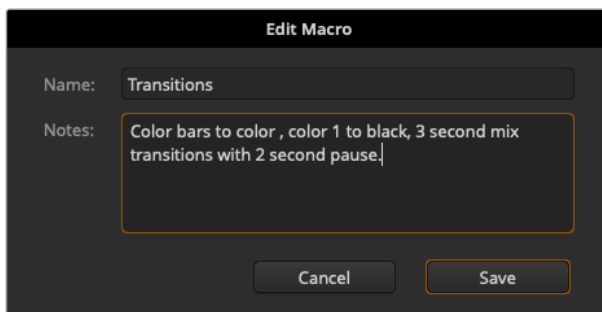 Edit Macro
Name: Transitions
Notes: Color bars to color , color 1 to black, 3 second mix
transitions with 2 second pause.
Cancel Save